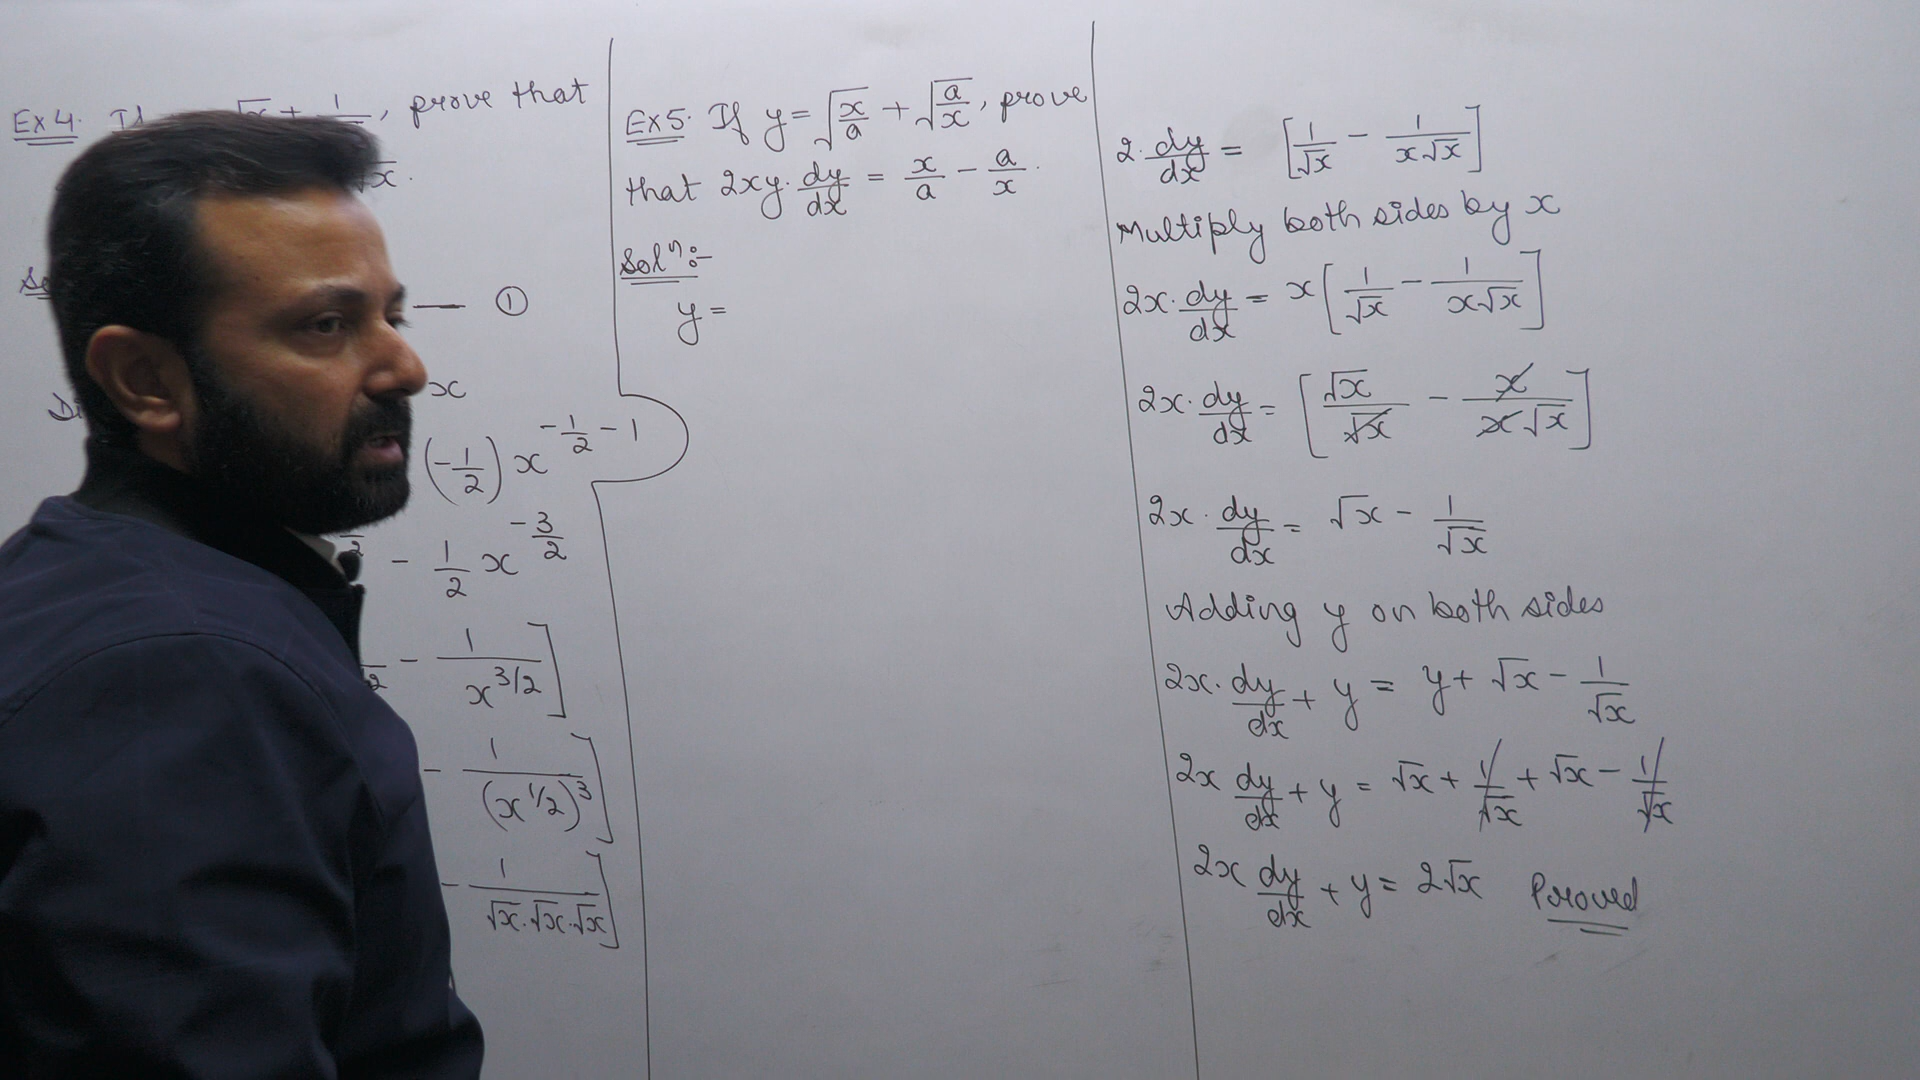 Ex 4. If √x + 1, prove that
√x.
— ①
x
(-1/2) x^(-1/2 - 1)
- 1/2 x^(-3/2)
- 1/x^(3/2)]
- 1/(x^(1/2))^3]
- 1/(√x.√x.√x)]
Ex 5. If y = √(x/a) + √(a/x), prove
that 2xy. dy/dx = x/a - a/x.
Solⁿ:-
y =
2. dy/dx = [1/√x - 1/(x√x)]
Multiply both sides by x
2x. dy/dx = x[1/√x - 1/(x√x)]
2x. dy/dx = [√x/√x - x/(x√x)]
2x. dy/dx = √x - 1/√x
Adding y on both sides
2x. dy/dx + y = y + √x - 1/√x
2x dy/dx + y = √x + 1/√x + √x - 1/√x
2x dy/dx + y = 2√x Proved